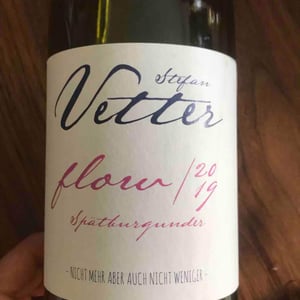 Stefan
Vetter
flow / 20
19
Spätburgunder
- NICHT MEHR ABER AUCH NICHT WENIGER -